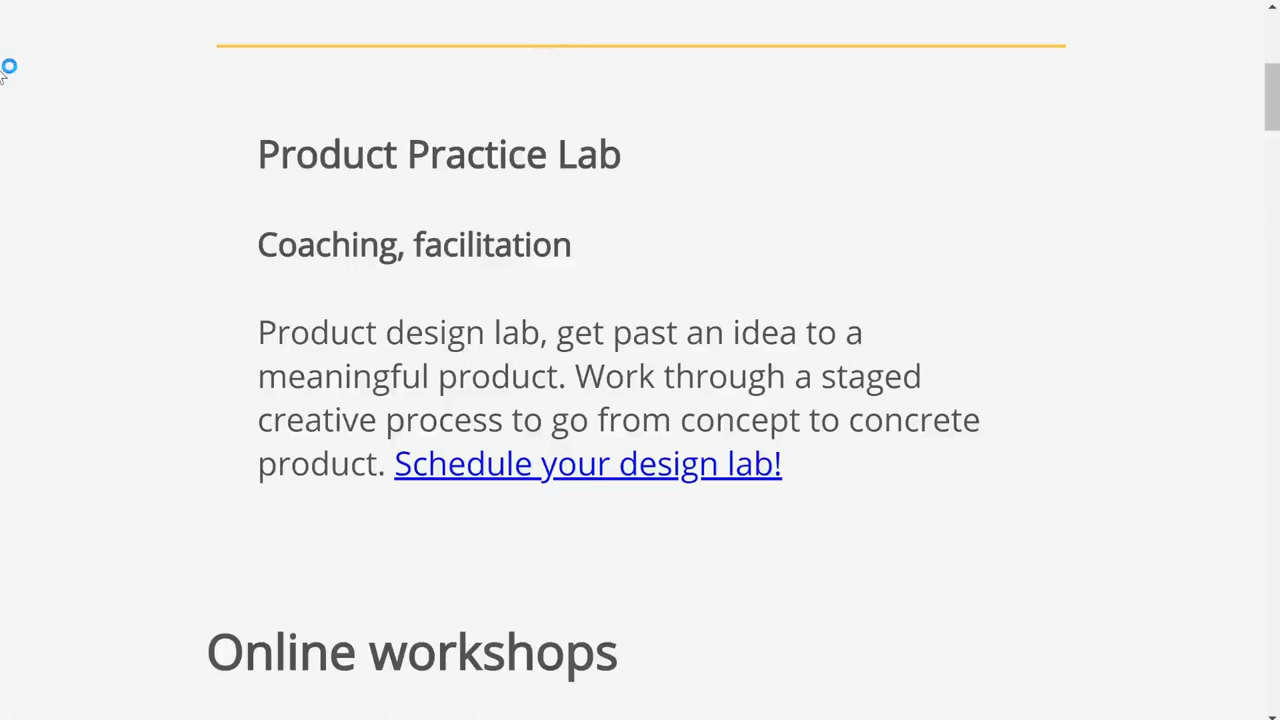 Product Practice Lab
Coaching, facilitation
Product design lab, get past an idea to a
meaningful product. Work through a staged
creative process to go from concept to concrete
product. Schedule your design lab!
Online workshops